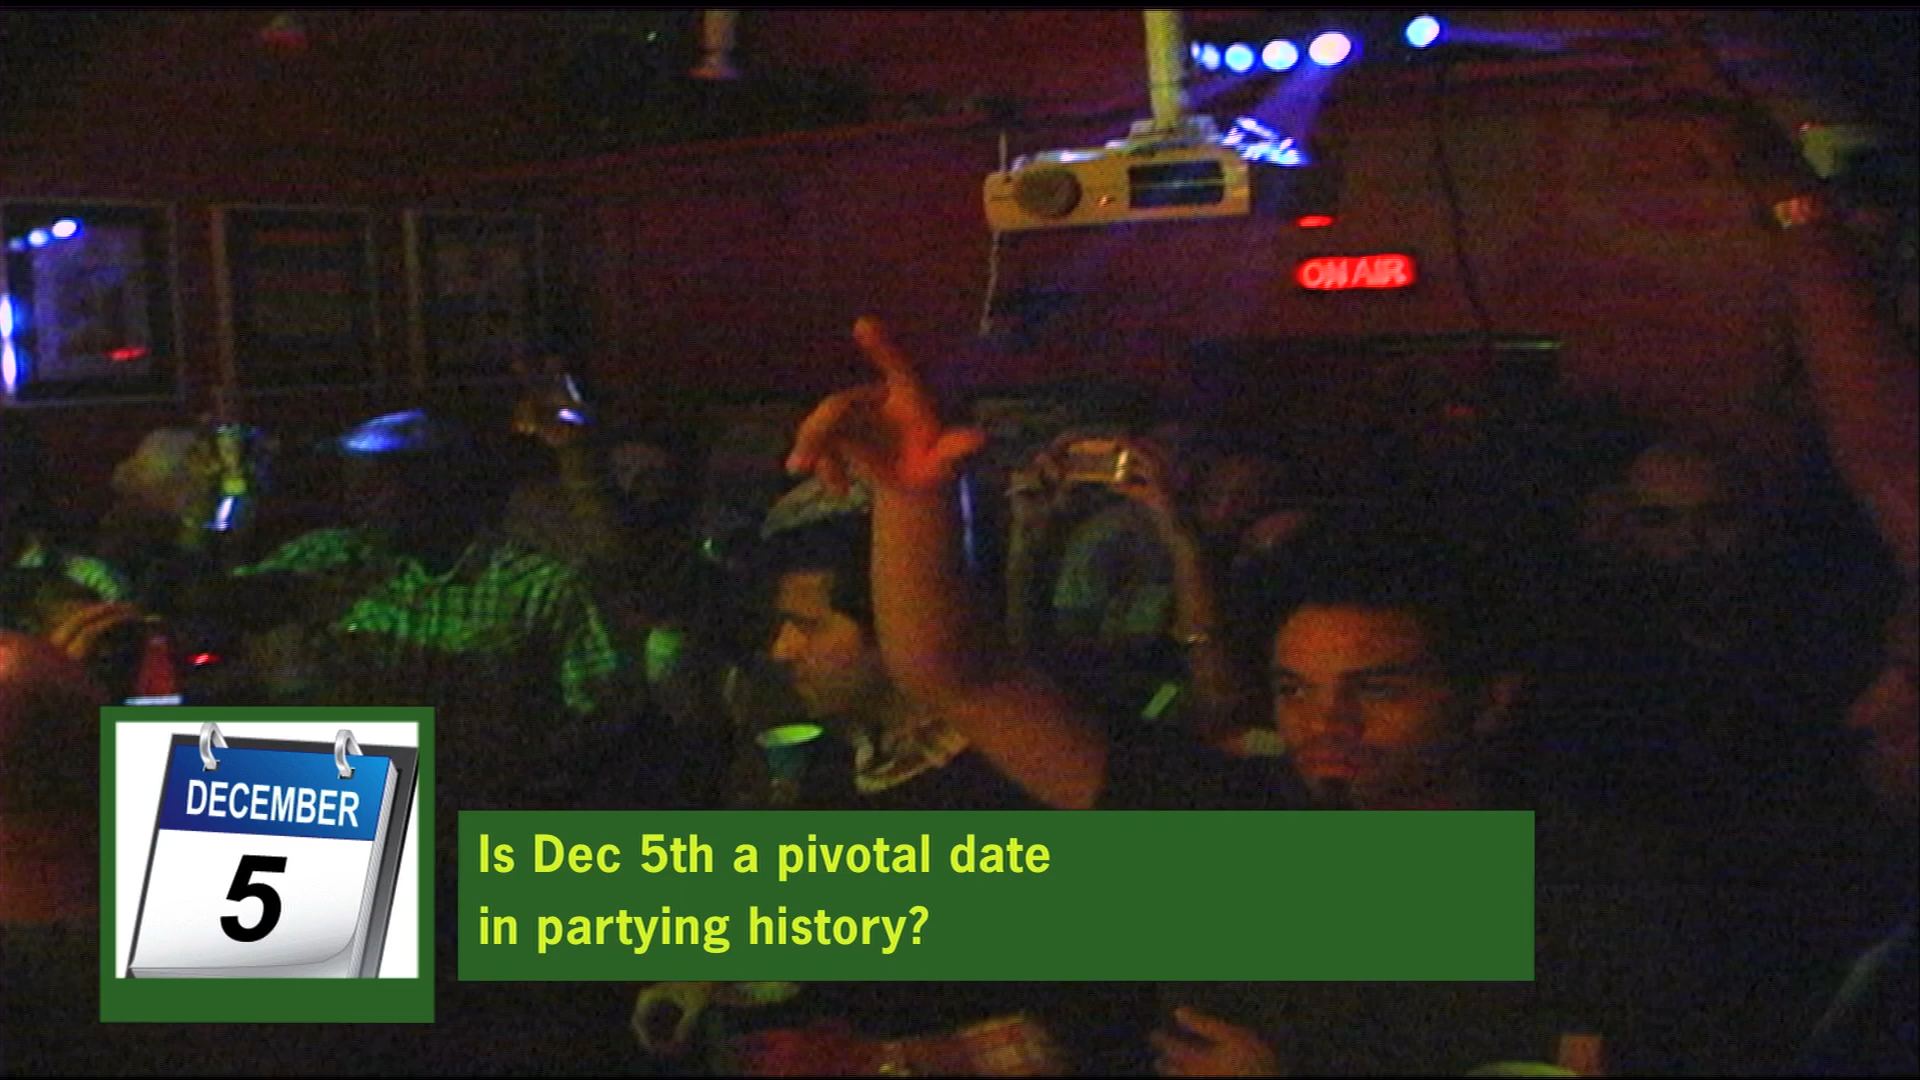 ON AIR
DECEMBER
5
Is Dec 5th a pivotal date
in partying history?